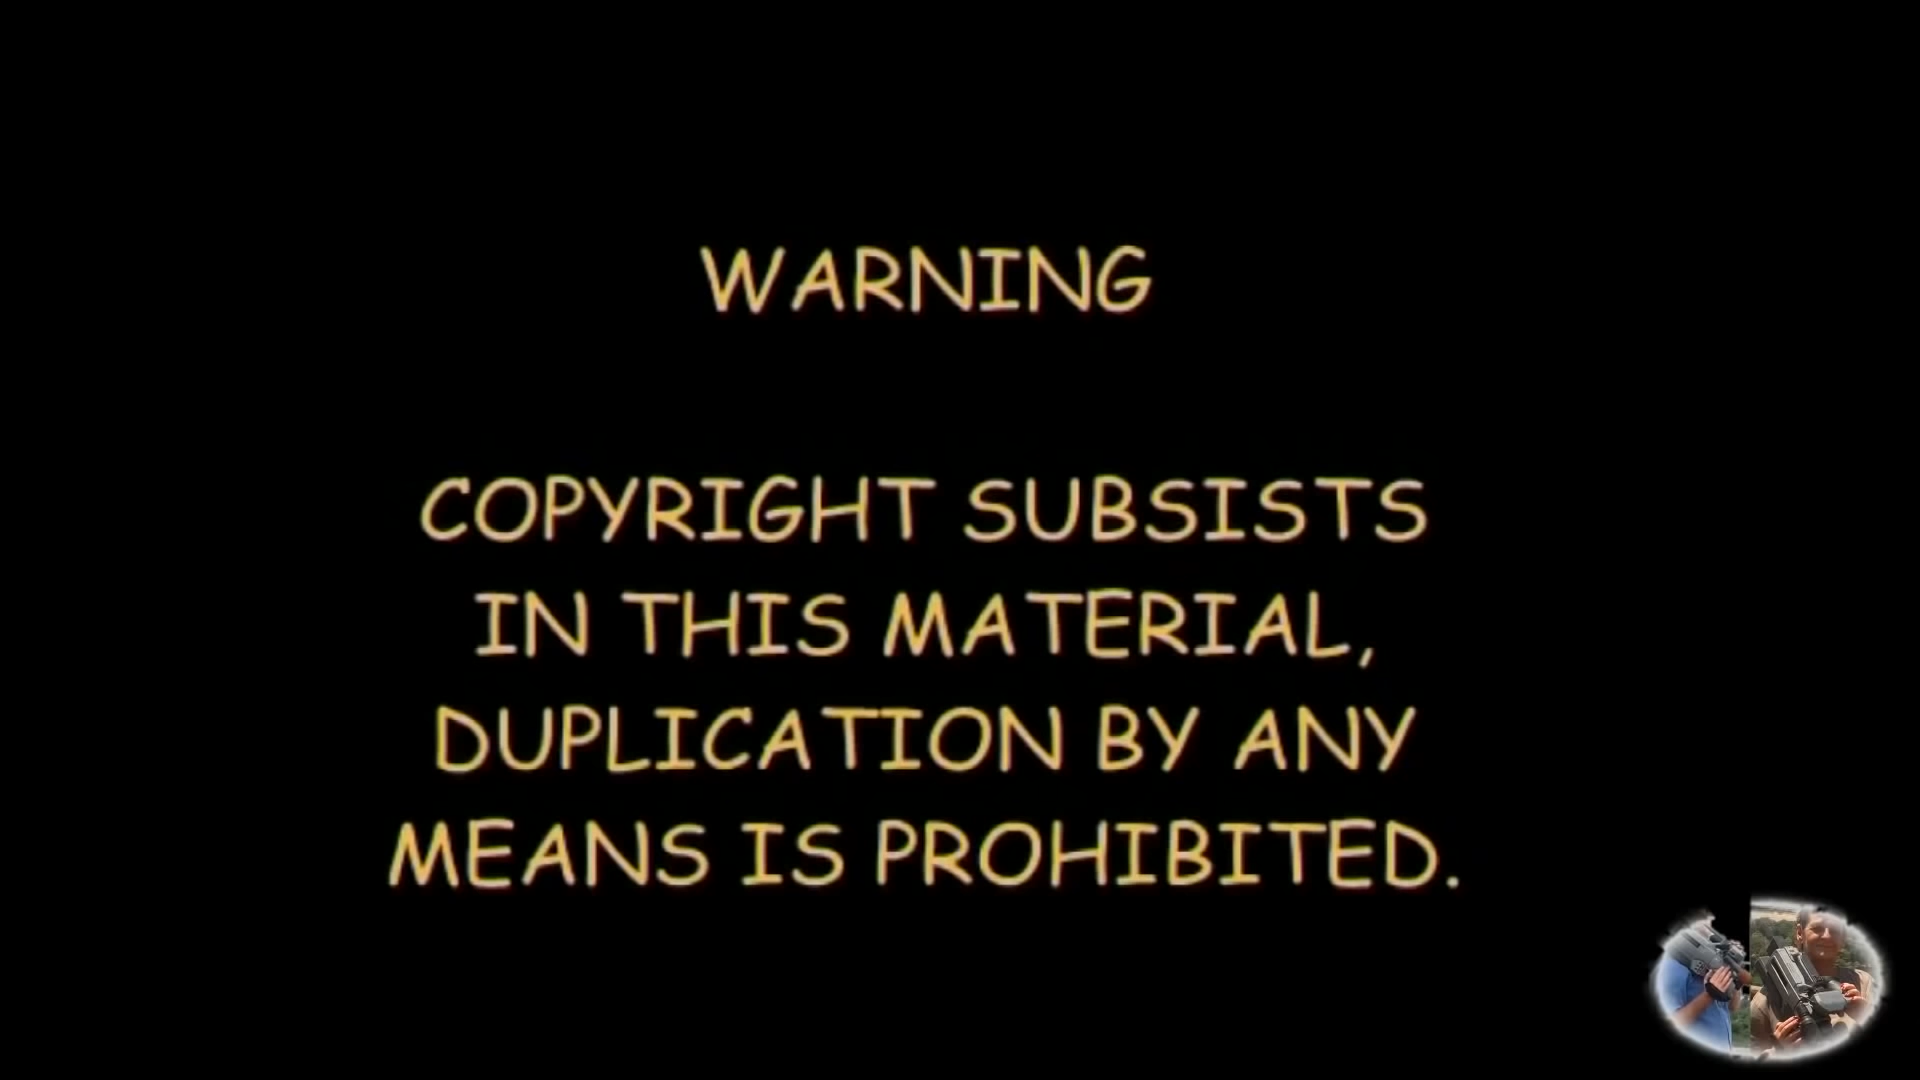 WARNING
COPYRIGHT SUBSISTS
IN THIS MATERIAL,
DUPLICATION BY ANY
MEANS IS PROHIBITED.